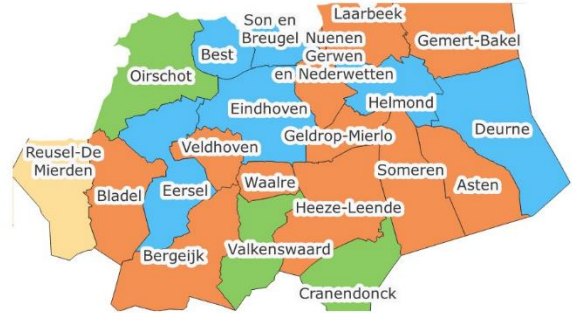 Son en
Breugel
Laarbeek
Best
Nuenen
Gerwen
en Nederwetten
Gemert-Bakel
Oirschot
Eindhoven
Helmond
Deurne
Veldhoven
Geldrop-Mierlo
Reusel-De
Mierden
Bladel
Eersel
Waalre
Someren
Asten
Heeze-Leende
Bergeijk
Valkenswaard
Cranendonck